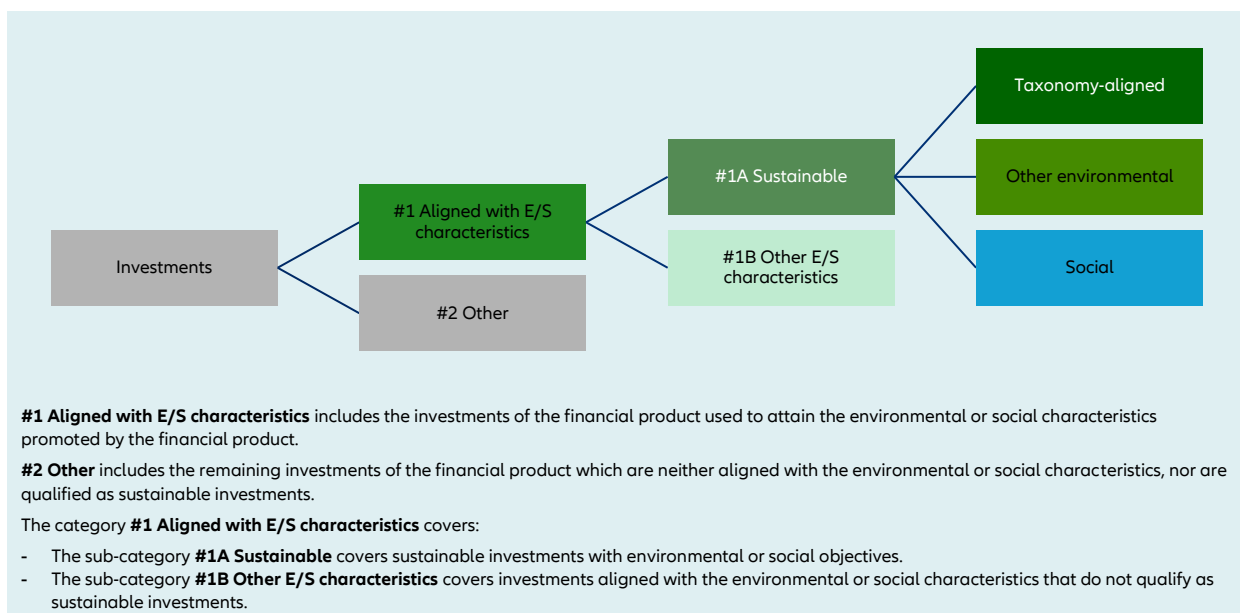 Taxonomy-aligned
#1A Sustainable
Other environmental
#1 Aligned with E/S
characteristics
Investments
#1B Other E/S
characteristics
Social
#2 Other
#1 Aligned with E/S characteristics includes the investments of the financial product used to attain the environmental or social characteristics
promoted by the financial product.
#2 Other includes the remaining investments of the financial product which are neither aligned with the environmental or social characteristics, nor are
qualified as sustainable investments.
The category #1 Aligned with E/S characteristics covers:
- The sub-category #1A Sustainable covers sustainable investments with environmental or social objectives.
- The sub-category #1B Other E/S characteristics covers investments aligned with the environmental or social characteristics that do not qualify as
sustainable investments.